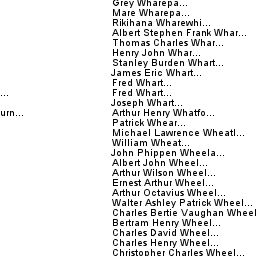 Grey Wharepa...
Mare Wharepa...
Rikihana Wharewhi...
Albert Stephen Frank Whar...
Thomas Charles Whar...
Henry John Whar...
Stanley Burden Whart...
James Eric Whart...
Fred Whart...
... Fred Whart...
Joseph Whart...
urn... Arthur Henry Whatfo...
Patrick Whear...
Michael Lawrence Wheatl...
William Wheat...
John Phippen Wheela...
Albert John Wheel...
Arthur Wilson Wheel...
Ernest Arthur Wheel...
Arthur Octavius Wheel...
Walter Ashley Patrick Wheel...
Charles Bertie Vaughan Wheel
Bertram Henry Wheel...
Charles David Wheel...
Charles Henry Wheel...
Christopher Charles Wheel...